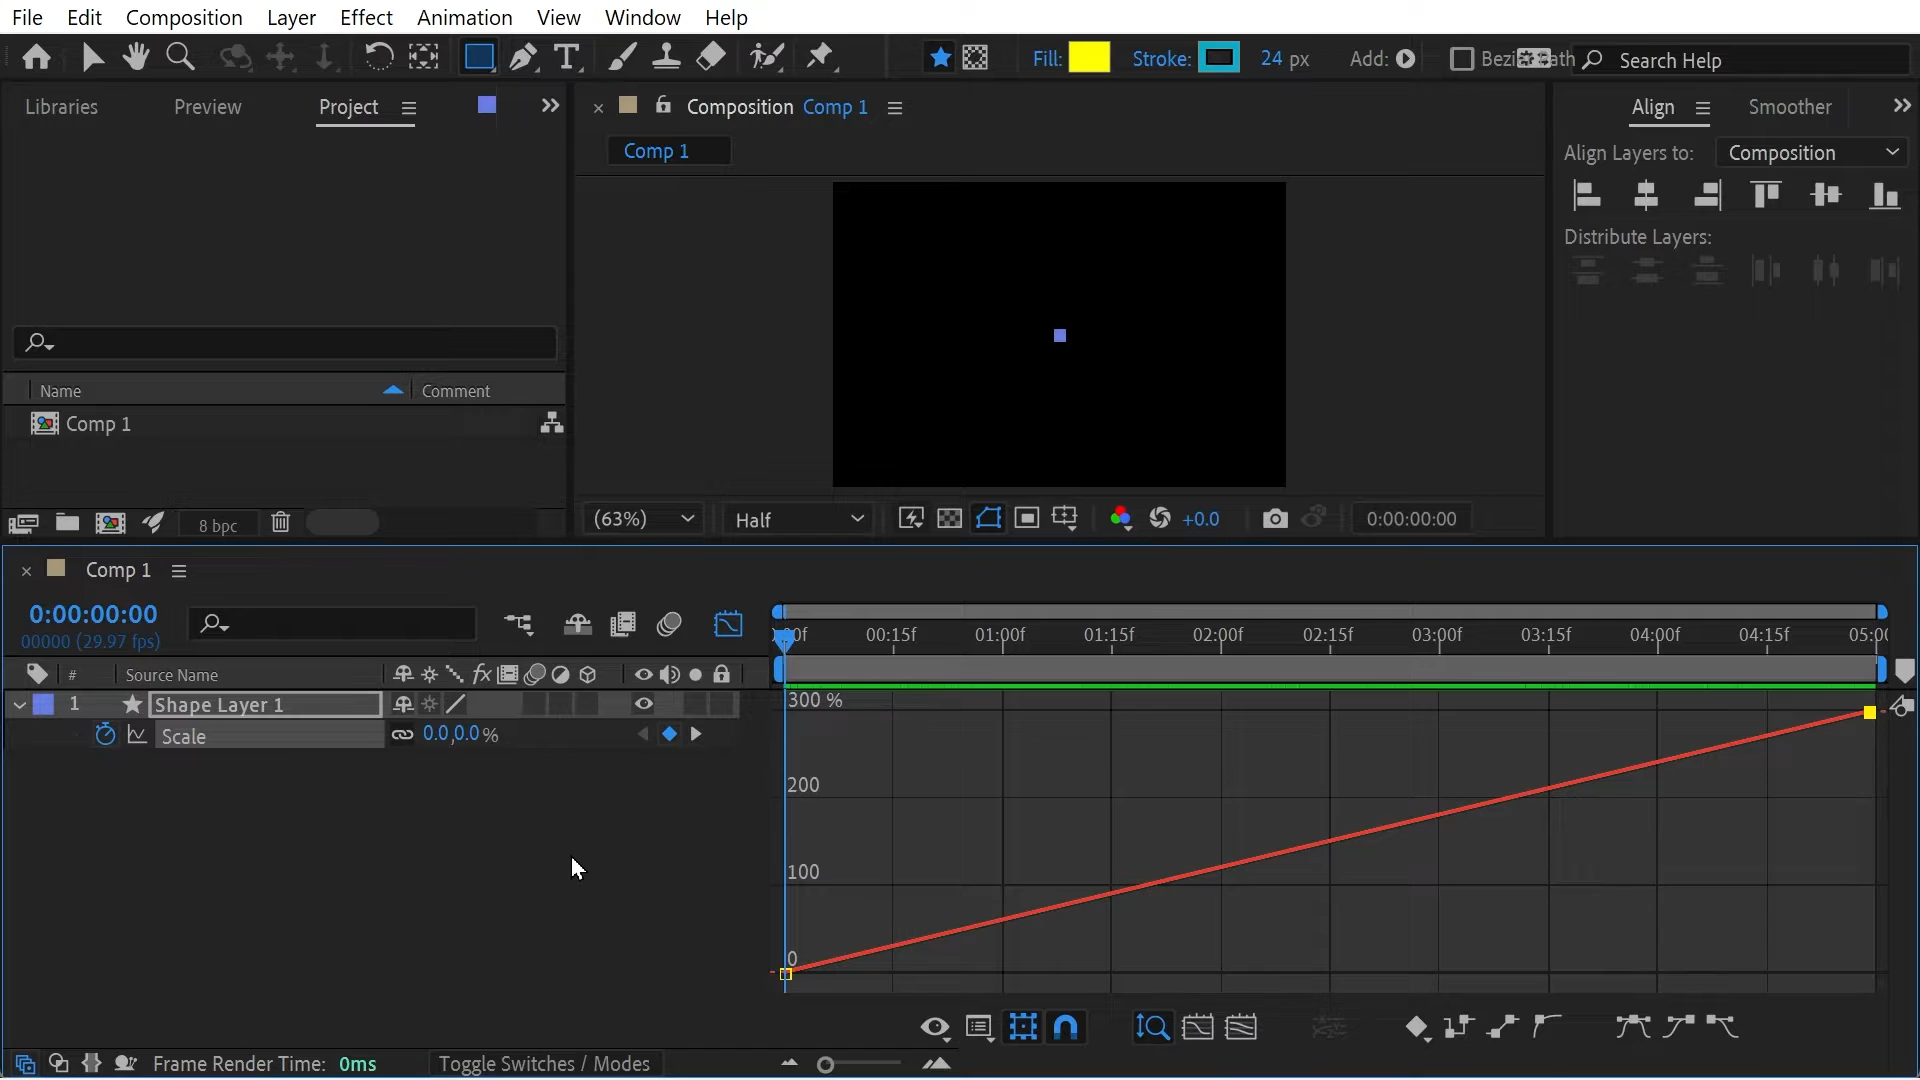 File Edit Composition Layer Effect Animation View Window Help
Fill: Stroke: 24 px Add: Search Help
Libraries Preview Project
Composition Comp 1
Align Smoother
Comp 1
Align Layers to: Composition
Distribute Layers:
Name Comment
Comp 1
8 bpc
(63%) Half +0.0 0:00:00:00
Comp 1
0:00:00:00
00000 (29.97 fps)
00:15f 01:00f 01:15f 02:00f 02:15f 03:00f 03:15f 04:00f 04:15f
# Source Name fx
1 Shape Layer 1
Scale 0.0,0.0%
300 %
200
100
0
Frame Render Time: 0ms Toggle Switches / Modes